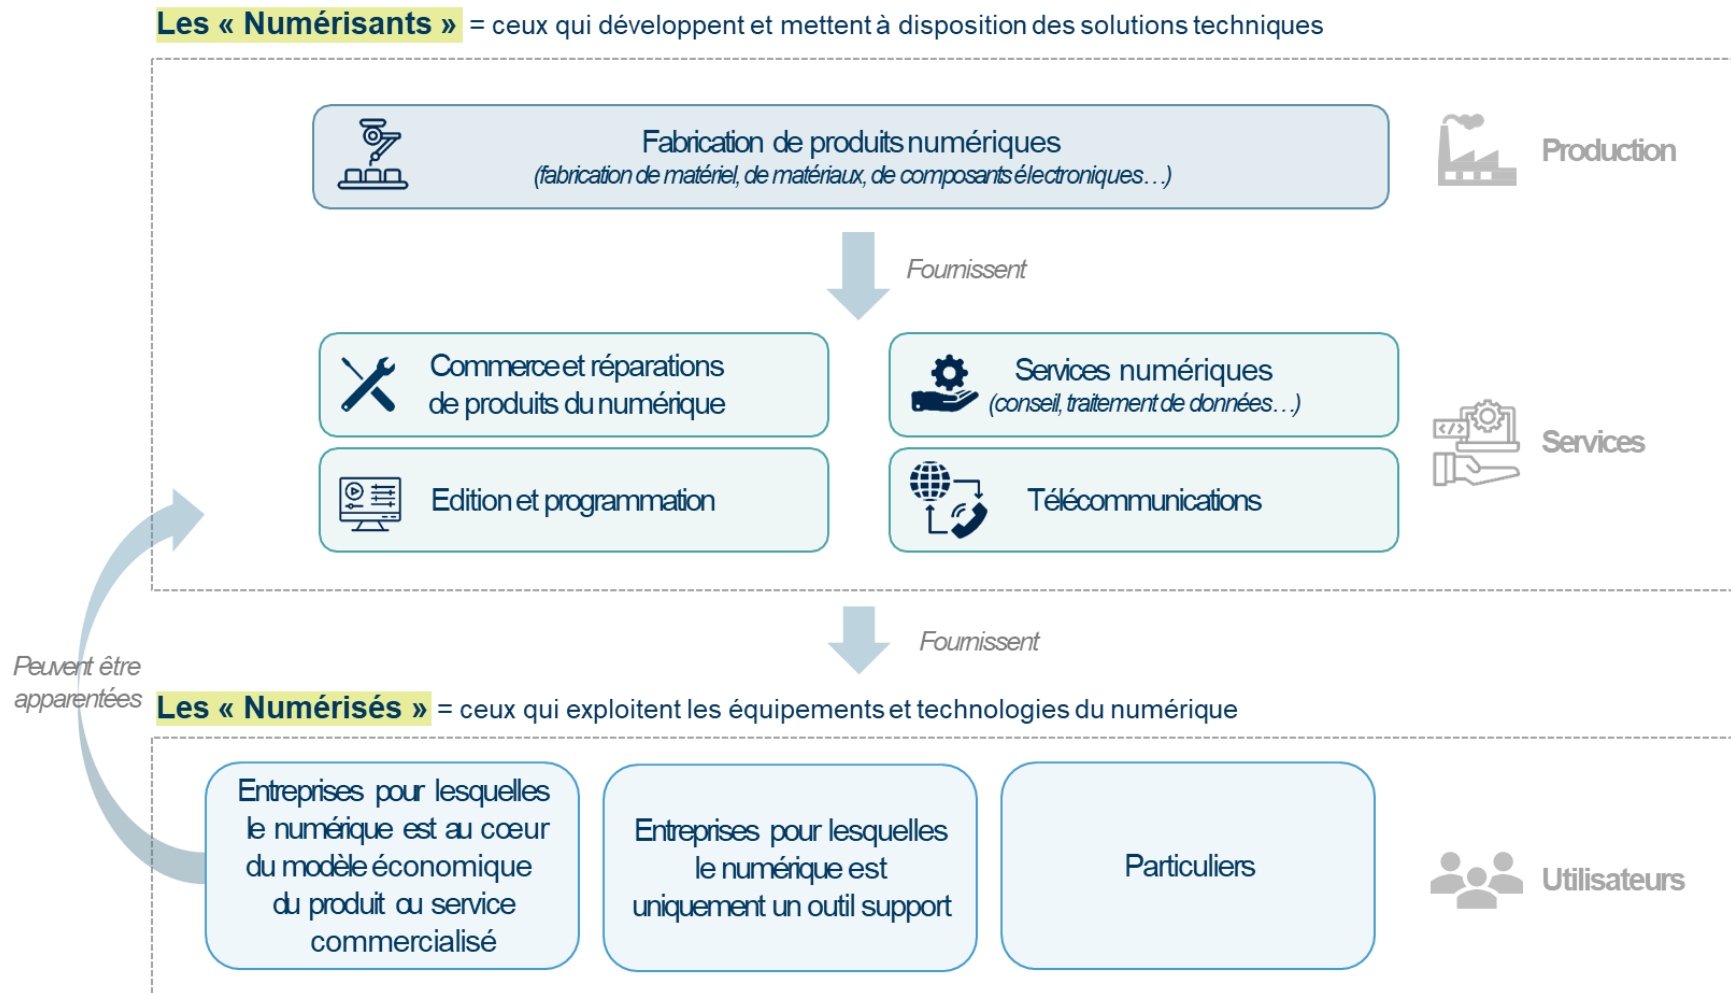 Les « Numérisants » = ceux qui développent et mettent à disposition des solutions techniques
Fabrication de produits numériques
(fabrication de matériel, de matériaux, de composants électroniques…)
Production
Fournissent
Commerce et réparations
de produits du numérique
Services numériques
(conseil, traitement de données…)
</>
Services
Edition et programmation
Télécommunications
Fournissent
Peuvent être
apparentées
Les « Numérisés » = ceux qui exploitent les équipements et technologies du numérique
Entreprises pour lesquelles
le numérique est au cœur
du modèle économique
du produit ou service
commercialisé
Entreprises pour lesquelles
le numérique est
uniquement un outil support
Particuliers
Utilisateurs